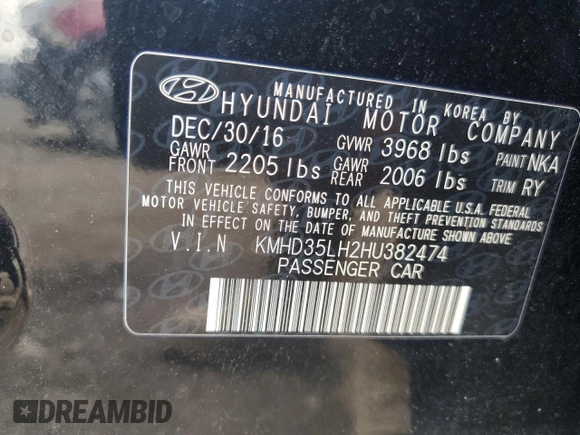 MANUFACTURED IN KOREA BY
HYUNDAI MOTOR COMPANY
DEC/30/16 GVWR 3968 lbs PAINT NKA
GAWR FRONT 2205 lbs GAWR REAR 2006 lbs TRIM RY
THIS VEHICLE CONFORMS TO ALL APPLICABLE U.S.A. FEDERAL
MOTOR VEHICLE SAFETY, BUMPER, AND THEFT PREVENTION STANDARDS
IN EFFECT ON THE DATE OF MANUFACTURE SHOWN ABOVE.
V.I.N KMHD35LH2HU382474
PASSENGER CAR
DREAMBID